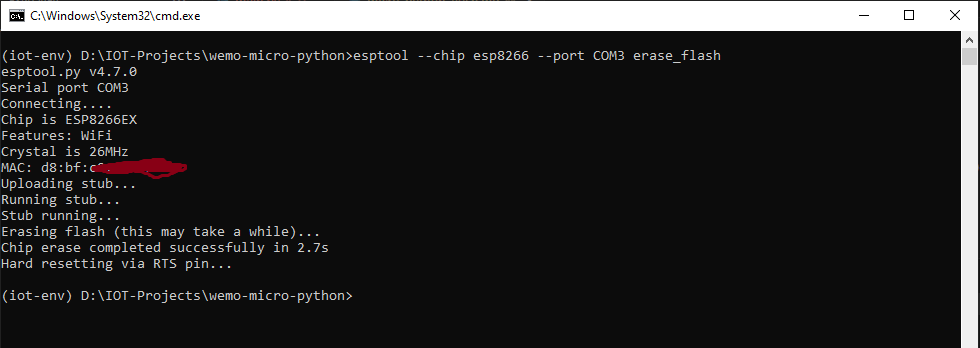 C:\Windows\System32\cmd.exe
(iot-env) D:\IOT-Projects\wemo-micro-python>esptool --chip esp8266 --port COM3 erase_flash
esptool.py v4.7.0
Serial port COM3
Connecting....
Chip is ESP8266EX
Features: WiFi
Crystal is 26MHz
MAC: d8:bf:
Uploading stub...
Running stub...
Stub running...
Erasing flash (this may take a while)...
Chip erase completed successfully in 2.7s
Hard resetting via RTS pin...
(iot-env) D:\IOT-Projects\wemo-micro-python>